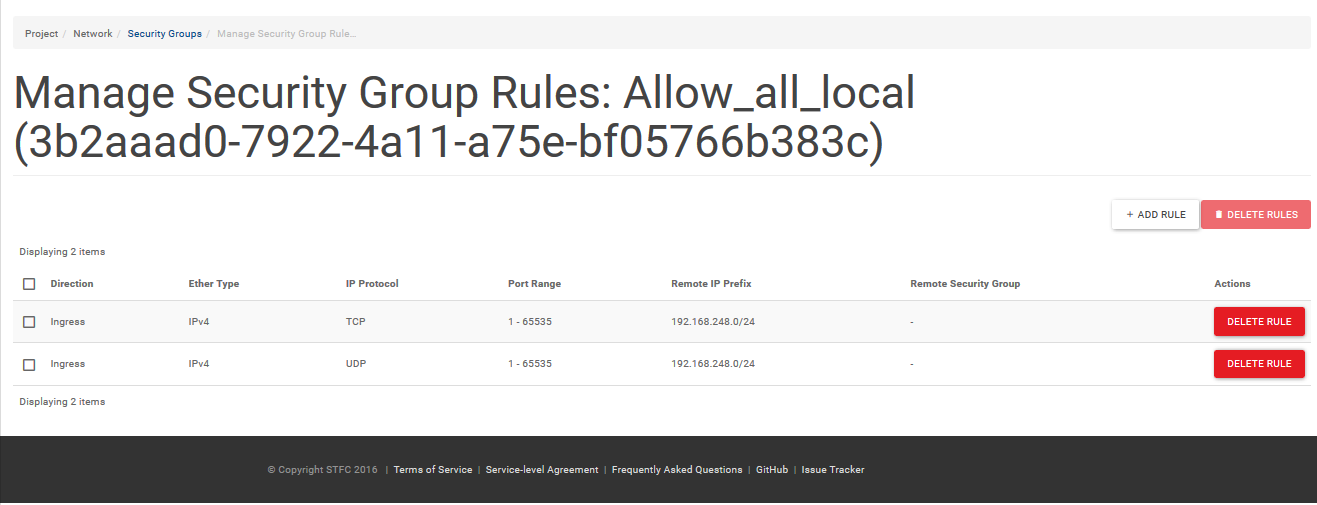 Project / Network / Security Groups / Manage Security Group Rule...
Manage Security Group Rules: Allow_all_local
(3b2aaad0-7922-4a11-a75e-bf05766b383c)
+ ADD RULE DELETE RULES
Displaying 2 items
Direction Ether Type IP Protocol Port Range Remote IP Prefix Remote Security Group Actions
Ingress IPv4 TCP 1 - 65535 192.168.248.0/24 - DELETE RULE
Ingress IPv4 UDP 1 - 65535 192.168.248.0/24 - DELETE RULE
Displaying 2 items
© Copyright STFC 2016 | Terms of Service | Service-level Agreement | Frequently Asked Questions | GitHub | Issue Tracker